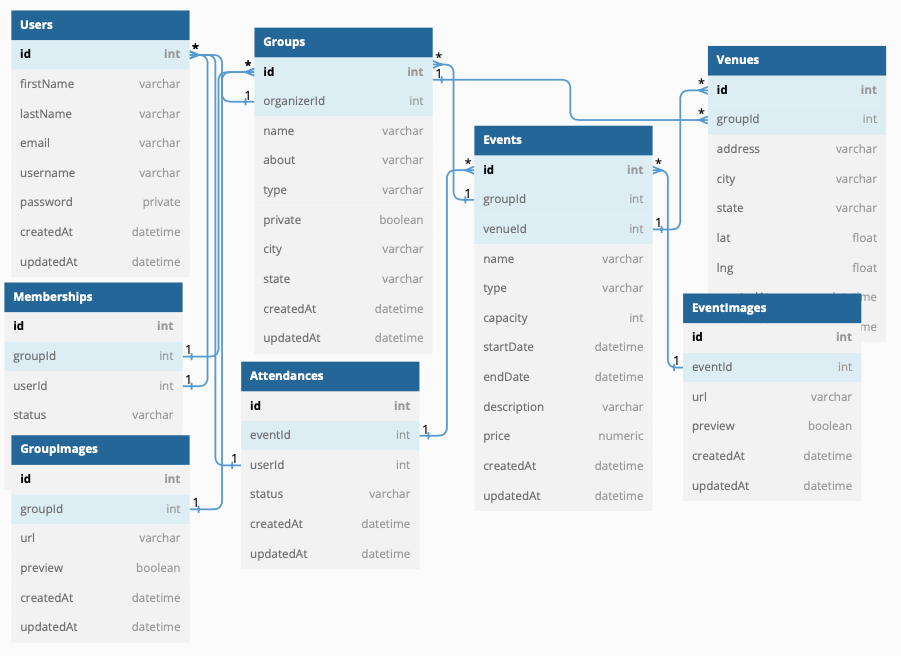 Users
id int
firstName varchar
lastName varchar
email varchar
username varchar
password private
createdAt datetime
updatedAt datetime
Memberships
id int
groupId int
userId int
status varchar
GroupImages
id int
groupId int
url varchar
preview boolean
createdAt datetime
updatedAt datetime
Groups
id int
organizerId int
name varchar
about varchar
type varchar
private boolean
city varchar
state varchar
createdAt datetime
updatedAt datetime
Attendances
id int
eventId int
userId int
status varchar
createdAt datetime
updatedAt datetime
Events
id int
groupId int
venueId int
name varchar
type varchar
capacity int
startDate datetime
endDate datetime
description varchar
price numeric
createdAt datetime
updatedAt datetime
Venues
id int
groupId int
address varchar
city varchar
state varchar
lat float
lng float
EventImages
id int
eventId int
url varchar
preview boolean
createdAt datetime
updatedAt datetime
*
*
1
*
1
1
1
1
1
*
1
*
1
*
1
*
*
1